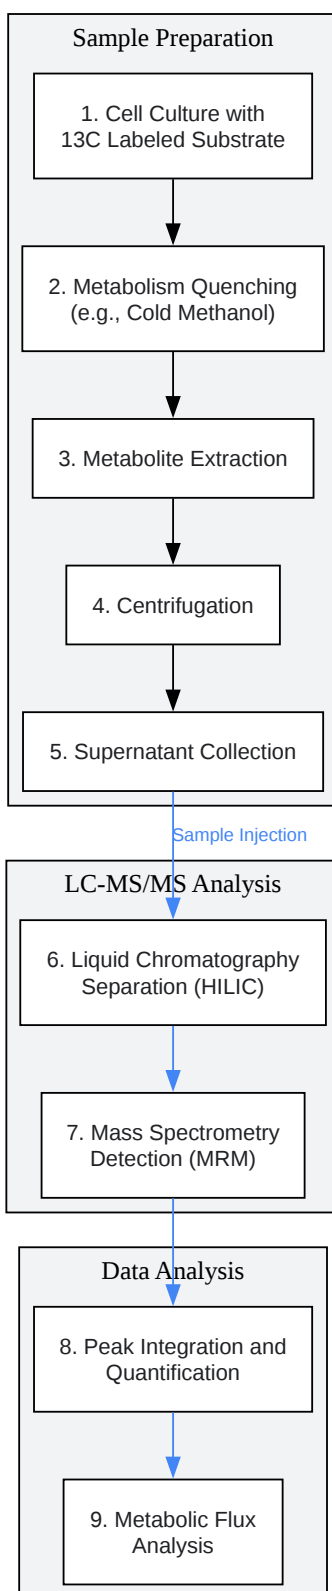 Sample Preparation
1. Cell Culture with
13C Labeled Substrate
2. Metabolism Quenching
(e.g., Cold Methanol)
3. Metabolite Extraction
4. Centrifugation
5. Supernatant Collection
Sample Injection
LC-MS/MS Analysis
6. Liquid Chromatography
Separation (HILIC)
7. Mass Spectrometry
Detection (MRM)
Data Analysis
8. Peak Integration and
Quantification
9. Metabolic Flux
Analysis